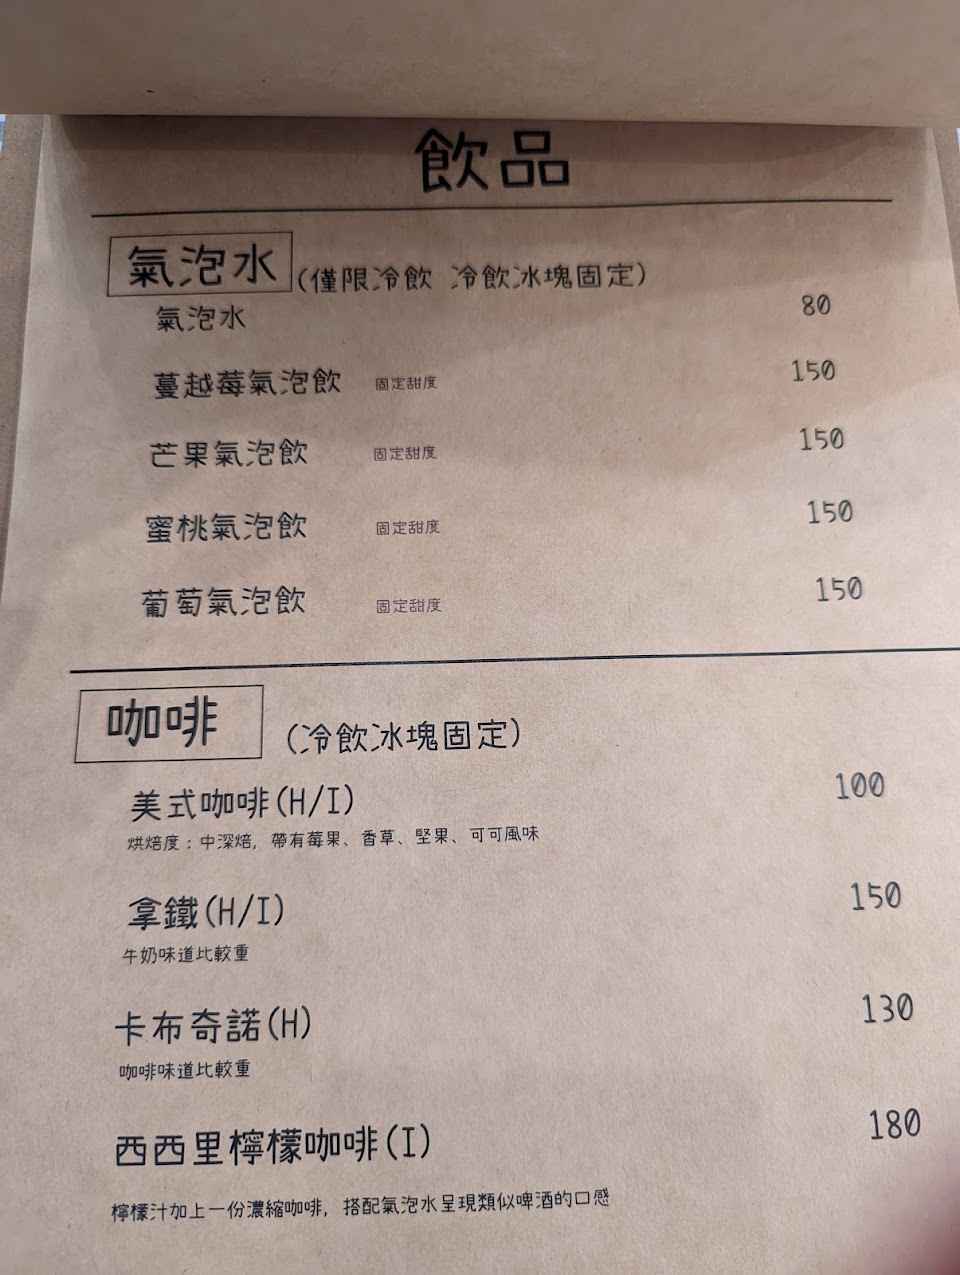 飲品
氣泡水(僅限冷飲 冷飲冰塊固定)
氣泡水 80
蔓越莓氣泡飲 固定甜度 150
芒果氣泡飲 固定甜度 150
蜜桃氣泡飲 固定甜度 150
葡萄氣泡飲 固定甜度 150
咖啡 (冷飲冰塊固定)
美式咖啡(H/I) 100
烘焙度：中深焙, 帶有莓果、香草、堅果、可可風味
拿鐵(H/I) 150
牛奶味道比較重
卡布奇諾(H) 130
咖啡味道比較重
西西里檸檬咖啡(I) 180
檸檬汁加上一份濃縮咖啡, 搭配氣泡水呈現類似啤酒的口感